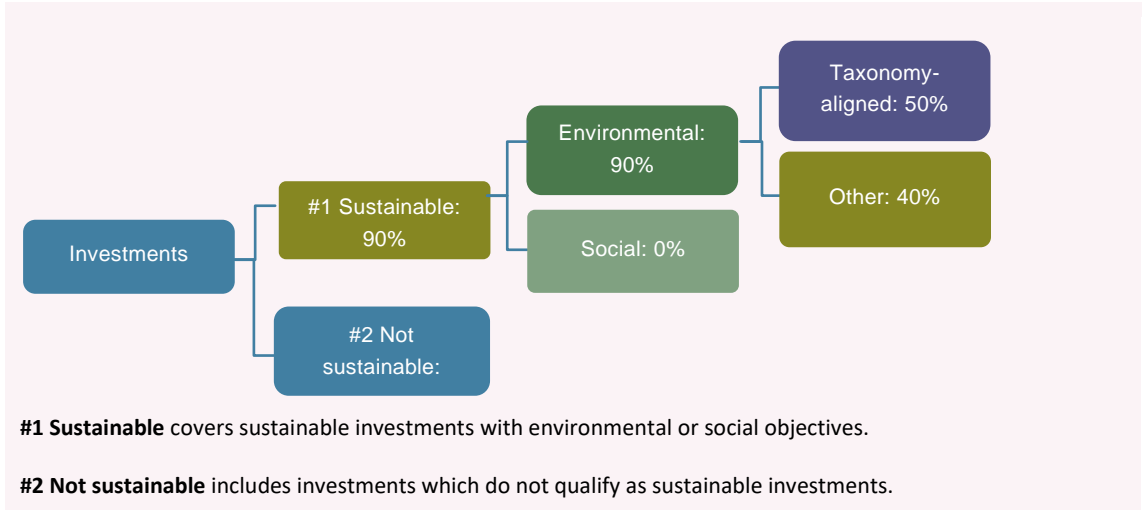 Investments
#1 Sustainable:
90%
#2 Not
sustainable:
Environmental:
90%
Social: 0%
Taxonomy-
aligned: 50%
Other: 40%
#1 Sustainable covers sustainable investments with environmental or social objectives.
#2 Not sustainable includes investments which do not qualify as sustainable investments.